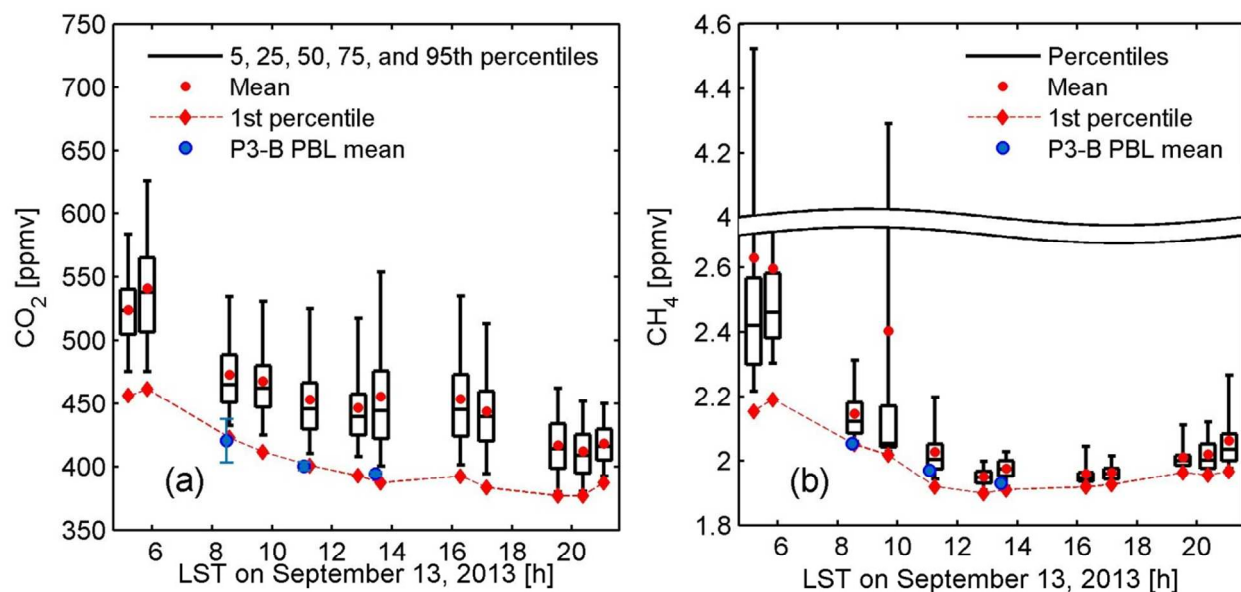 750
700
650
600
550
500
450
400
350
CO2 [ppmv]
5, 25, 50, 75, and 95th percentiles
Mean
1st percentile
P3-B PBL mean
(a)
6 8 10 12 14 16 18 20
LST on September 13, 2013 [h]
4.6
4.4
4.2
4
2.6
2.4
2.2
2
1.8
CH4 [ppmv]
Percentiles
Mean
1st percentile
P3-B PBL mean
(b)
6 8 10 12 14 16 18 20
LST on September 13, 2013 [h]